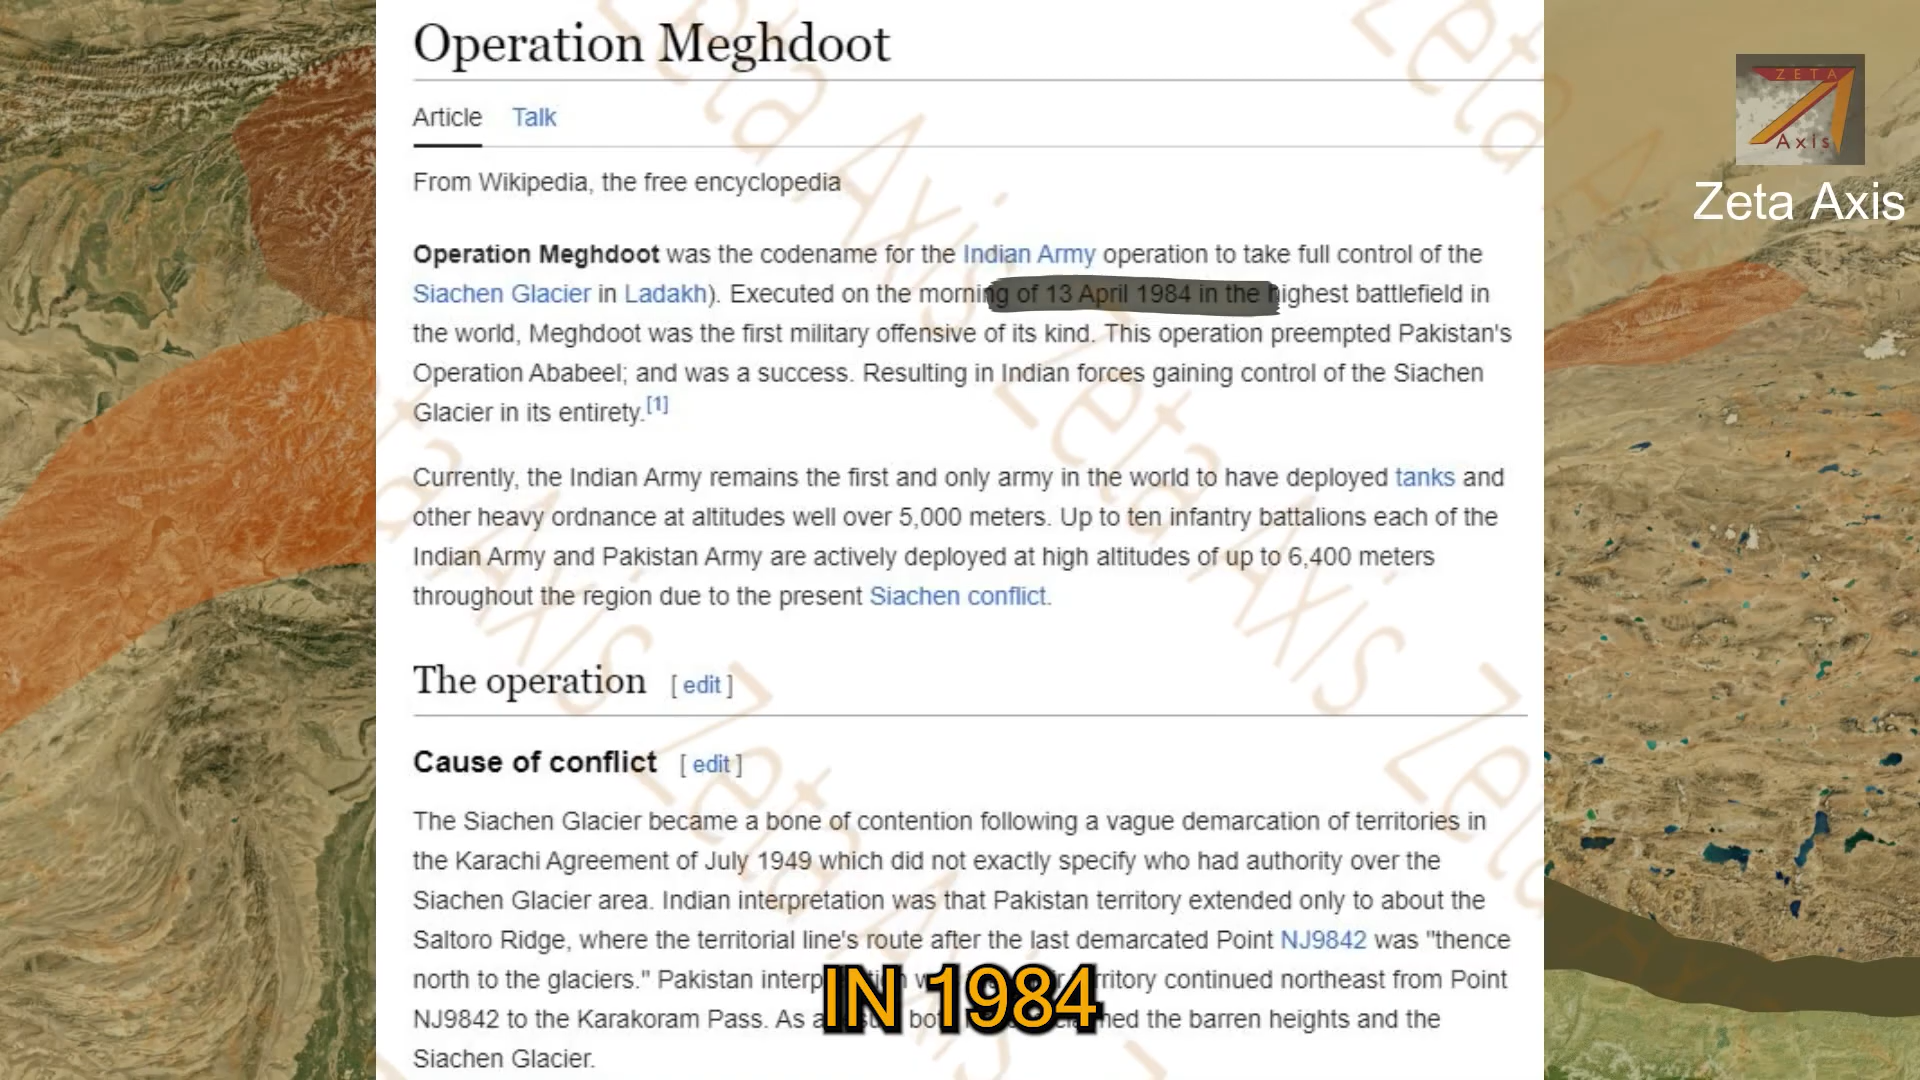 Operation Meghdoot
Article Talk
From Wikipedia, the free encyclopedia
Operation Meghdoot was the codename for the Indian Army operation to take full control of the
Siachen Glacier in Ladakh). Executed on the morning of 13 April 1984 in the highest battlefield in
the world, Meghdoot was the first military offensive of its kind. This operation preempted Pakistan's
Operation Ababeel; and was a success. Resulting in Indian forces gaining control of the Siachen
Glacier in its entirety.[1]
Currently, the Indian Army remains the first and only army in the world to have deployed tanks and
other heavy ordnance at altitudes well over 5,000 meters. Up to ten infantry battalions each of the
Indian Army and Pakistan Army are actively deployed at high altitudes of up to 6,400 meters
throughout the region due to the present Siachen conflict.
The operation [ edit ]
Cause of conflict [ edit ]
The Siachen Glacier became a bone of contention following a vague demarcation of territories in
the Karachi Agreement of July 1949 which did not exactly specify who had authority over the
Siachen Glacier area. Indian interpretation was that Pakistan territory extended only to about the
Saltoro Ridge, where the territorial line's route after the last demarcated Point NJ9842 was "thence
north to the glaciers." Pakistan territory continued northeast from Point
NJ9842 to the Karakoram Pass. As the barren heights and the
Siachen Glacier.
IN 1984
ZETA
Axis
Zeta Axis
Zeta Axis
Zeta Axis
Zeta Axis
Zeta Axis